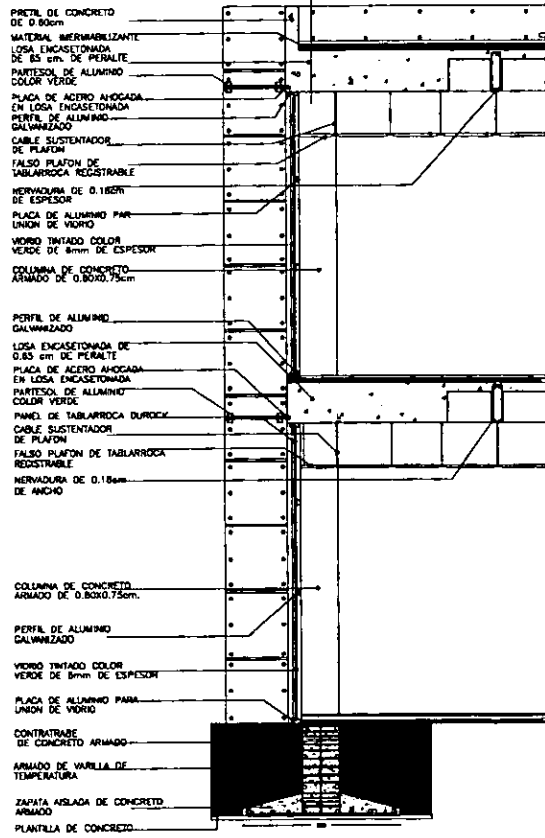 PRETIL DE CONCRETO
DE 0.80cm
MATERIAL IMERMIABILIZANTE
LOSA ENCASETONADA
DE 85 cm. DE PERALTE
PARTESOL DE ALUMINIO
COLOR VERDE
PLACA DE ACERO AHOGADA
EN LOSA ENCASETONADA
PERFIL DE ALUMINIO
GALVANIZADO
CABLE SUSTENTADOR
DE PLAFON
FALSO PLAFON DE
TABLARROCA REGISTRABLE
NERVADURA DE 0.18cm
DE ESPESOR
PLACA DE ALUMINIO PAR
UNION DE VIDRIO
VIDRIO TINTADO COLOR
VERDE DE 6mm DE ESPESOR
COLUMNA DE CONCRETO
ARMADO DE 0.80X0.75cm
PERFIL DE ALUMINIO
GALVANIZADO
LOSA ENCASETONADA DE
0.85 cm DE PERALTE
PLACA DE ACERO AHOGADA
EN LOSA ENCASETONADA
PARTESOL DE ALUMINIO
COLOR VERDE
PANEL DE TABLARROCA DUROCK
CABLE SUSTENTADOR
DE PLAFON
FALSO PLAFON DE TABLARROCA
REGISTRABLE
NERVADURA DE 0.18cm
DE ANCHO
COLUMNA DE CONCRETO
ARMADO DE 0.80X0.75cm.
PERFIL DE ALUMINIO
GALVANIZADO
VIDRIO TINTADO COLOR
VERDE DE 6mm DE ESPESOR
PLACA DE ALUMINIO PARA
UNION DE VIDRIO
CONTRATRABE
DE CONCRETO ARMADO
ARMADO DE VARILLA DE
TEMPERATURA
ZAPATA AISLADA DE CONCRETO
ARMADO
PLANTILLA DE CONCRETO